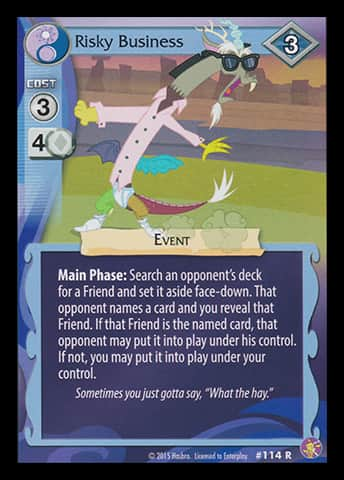 Risky Business
3
COST
3
4
EVENT
Main Phase: Search an opponent's deck
for a Friend and set it aside face-down. That
opponent names a card and you reveal that
Friend. If that Friend is the named card, that
opponent may put it into play under his control.
If not, you may put it into play under your
control.
Sometimes you just gotta say, "What the hay."
© 2015 Hasbro. Licensed to Enterplay. #114 R